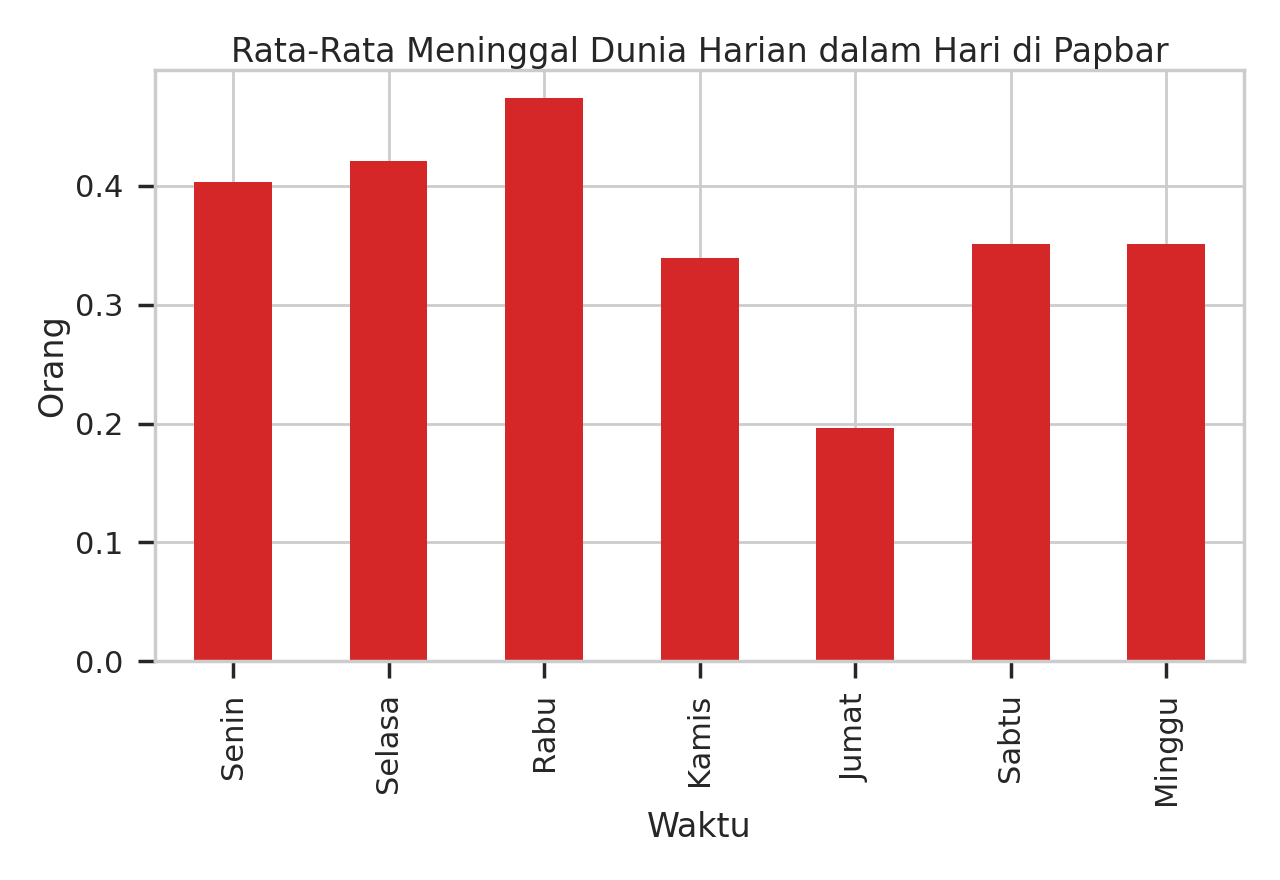 Rata-Rata Meninggal Dunia Harian dalam Hari di Papbar
Orang
0.4
0.3
0.2
0.1
0.0
Senin
Selasa
Rabu
Kamis
Jumat
Sabtu
Minggu
Waktu